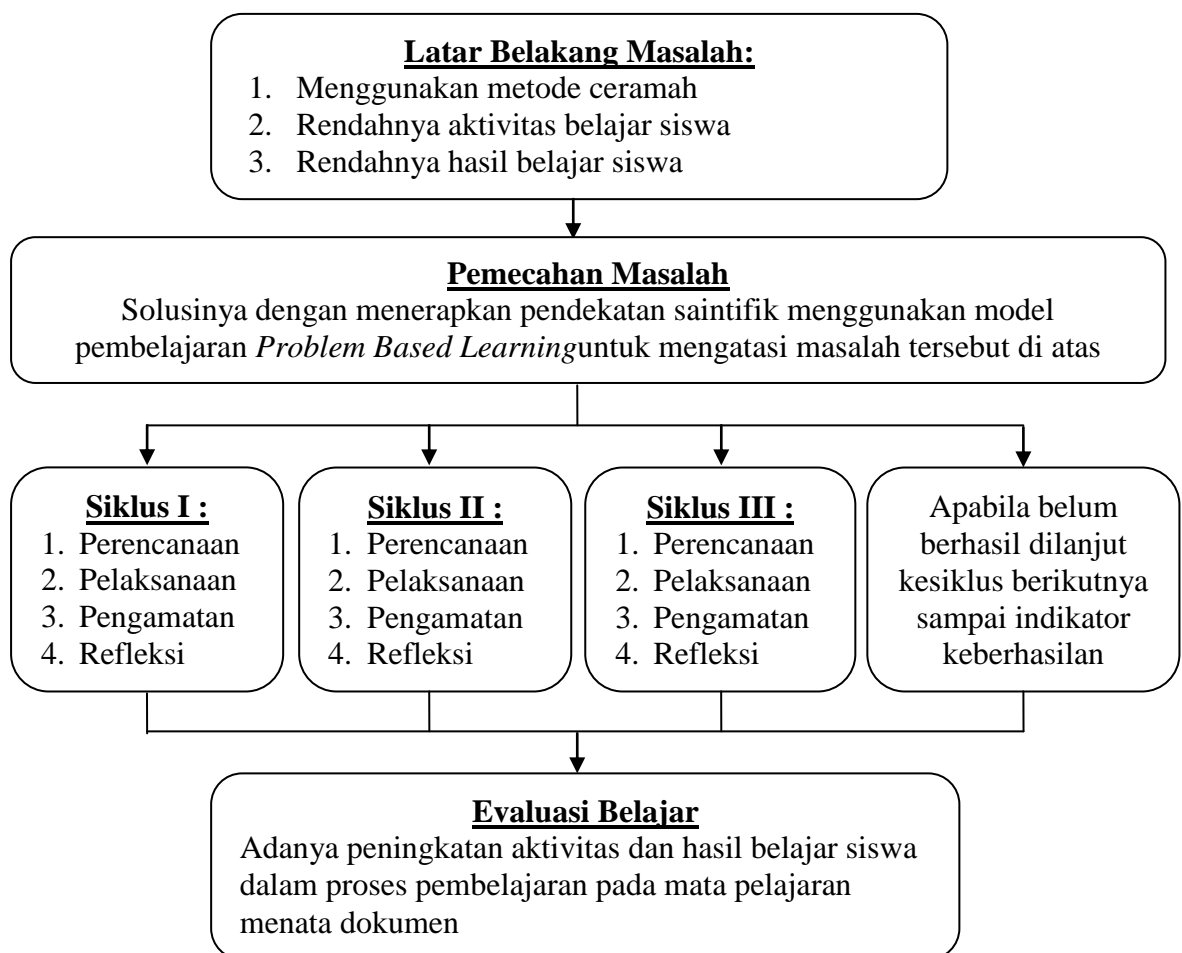 Latar Belakang Masalah:
1. Menggunakan metode ceramah
2. Rendahnya aktivitas belajar siswa
3. Rendahnya hasil belajar siswa
Pemecahan Masalah
Solusinya dengan menerapkan pendekatan saintifik menggunakan model
pembelajaran Problem Based Learninguntuk mengatasi masalah tersebut di atas
Siklus I :
1. Perencanaan
2. Pelaksanaan
3. Pengamatan
4. Refleksi
Siklus II :
1. Perencanaan
2. Pelaksanaan
3. Pengamatan
4. Refleksi
Siklus III :
1. Perencanaan
2. Pelaksanaan
3. Pengamatan
4. Refleksi
Apabila belum
berhasil dilanjut
kesiklus berikutnya
sampai indikator
keberhasilan
Evaluasi Belajar
Adanya peningkatan aktivitas dan hasil belajar siswa
dalam proses pembelajaran pada mata pelajaran
menata dokumen